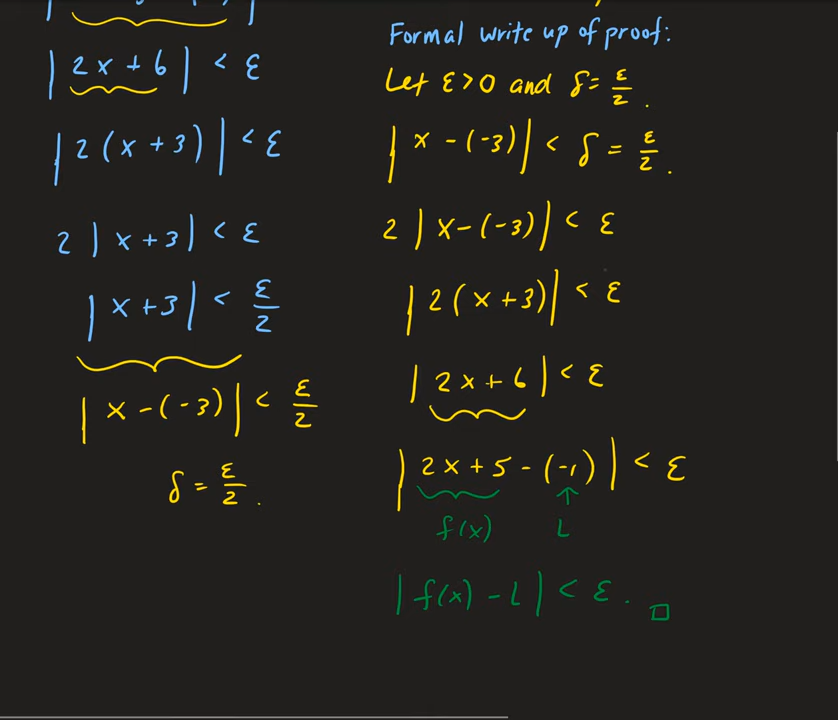 |2x + 6| < ε
|2(x + 3)| < ε
2|x + 3| < ε
|x + 3| < ε/2
|x - (-3)| < ε/2
δ = ε/2.
Formal write up of proof:
Let ε > 0 and δ = ε/2.
|x - (-3)| < δ = ε/2.
2|x - (-3)| < ε
|2(x + 3)| < ε
|2x + 6| < ε
|2x + 5 - (-1)| < ε
f(x) L
|f(x) - L| < ε. □